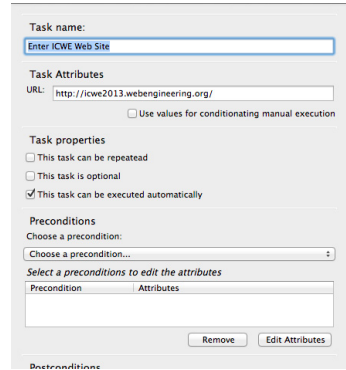 Task name:
Enter ICWE Web Site
Task Attributes
URL: http://icwe2013.webengineering.org/
Use values for conditionating manual execution
Task properties
This task can be repeatead
This task is optional
This task can be executed automatically
Preconditions
Choose a precondition:
Choose a precondition...
Select a preconditions to edit the attributes
Precondition Attributes
Remove Edit Attributes
Postconditions